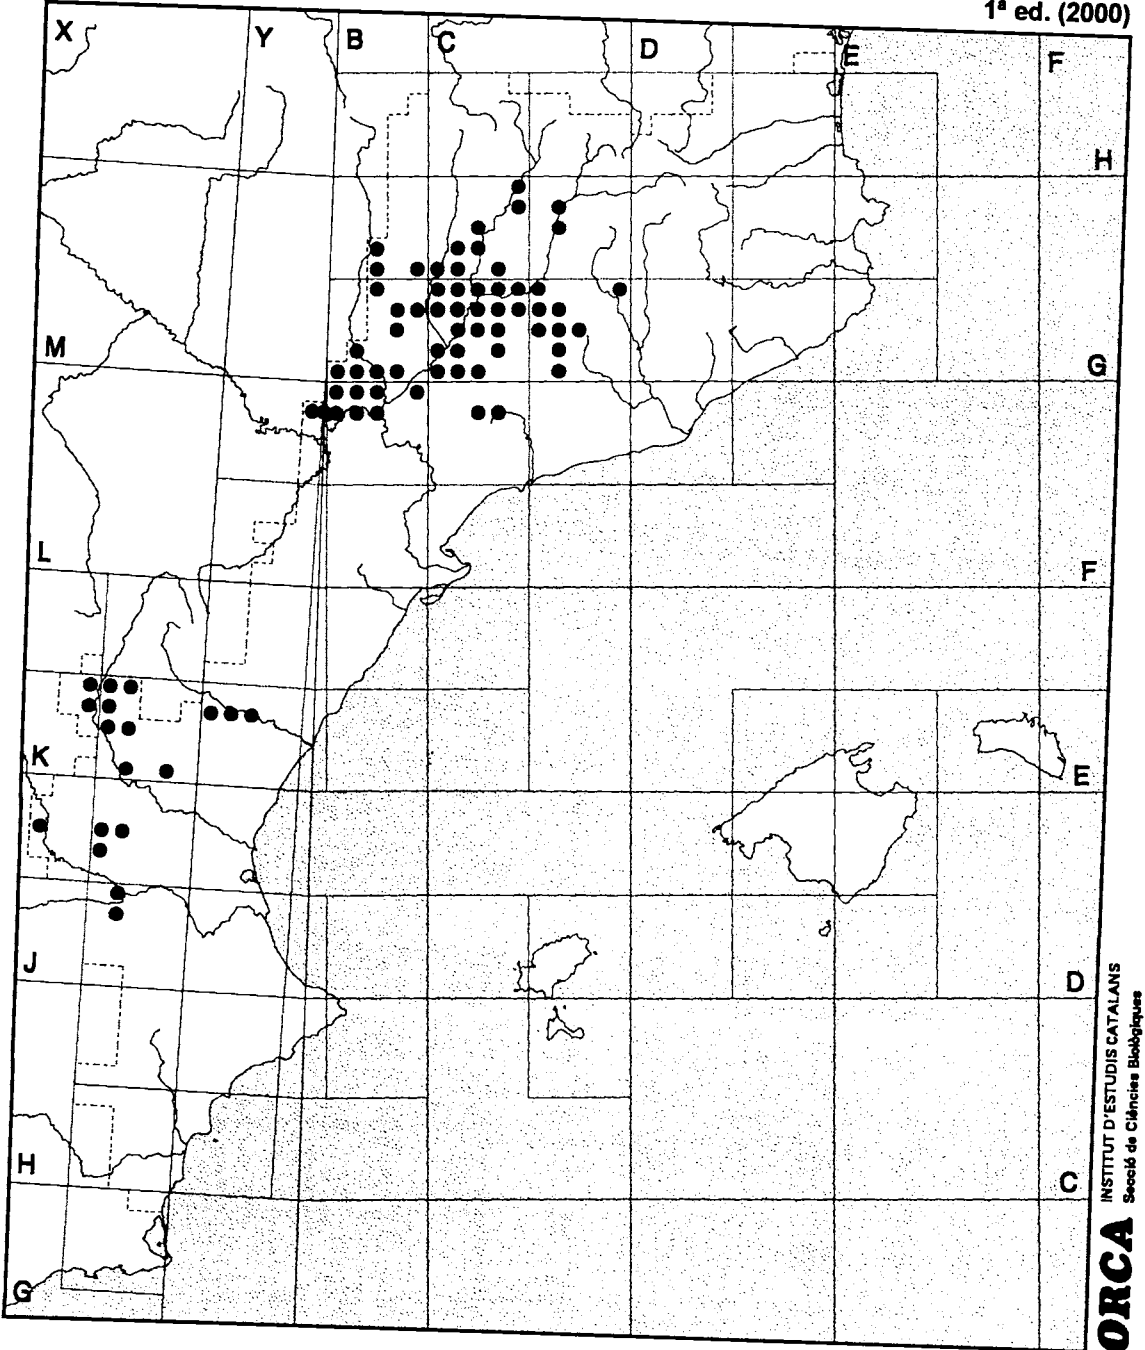 1ª ed. (2000)
X Y B C D E F
H
M G
L F
K E
J D
H C
G
INSTITUT D'ESTUDIS CATALANS
Secció de Ciències Biològiques
ORCA